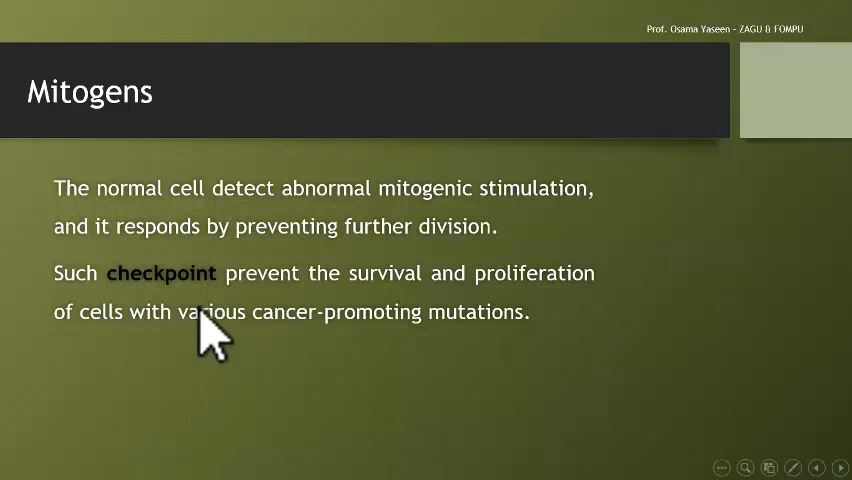 Prof. Osama Yaseen – ZAGU & FOMPU
Mitogens
The normal cell detect abnormal mitogenic stimulation,
and it responds by preventing further division.
Such checkpoint prevent the survival and proliferation
of cells with various cancer-promoting mutations.